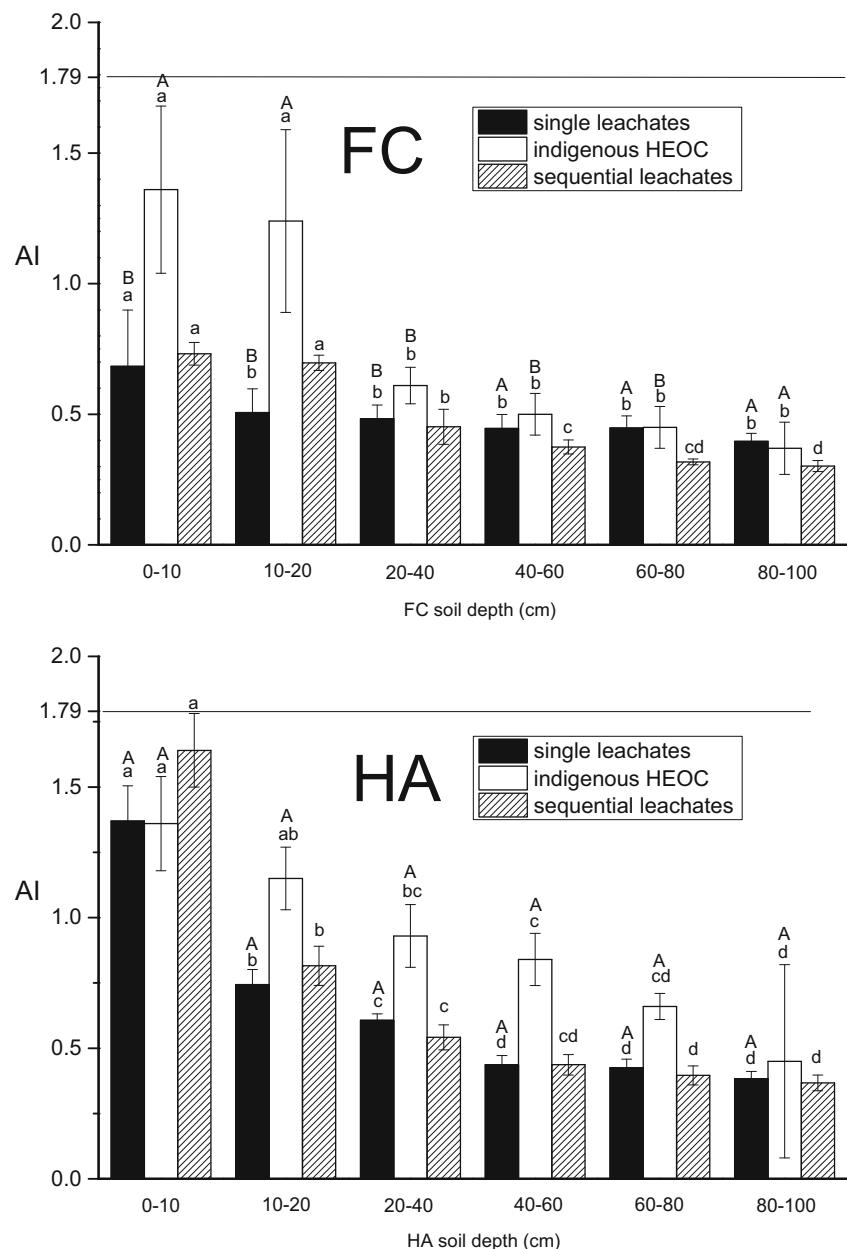 2.0
1.79
1.5
1.0
0.5
0.0
AI
FC
single leachates
indigenous HEOC
sequential leachates
B
a
A
a
a
B
b
A
a
a
B
b
B
b
b
A
b
B
b
c
A
b
B
b
cd
A
b
A
b
d
0-10 10-20 20-40 40-60 60-80 80-100
FC soil depth (cm)
2.0
1.79
1.5
1.0
0.5
0.0
AI
HA
single leachates
indigenous HEOC
sequential leachates
A
a
A
a
a
A
b
A
ab
b
A
c
A
bc
c
A
d
A
c
cd
A
d
A
cd
d
A
d
A
d
d
0-10 10-20 20-40 40-60 60-80 80-100
HA soil depth (cm)